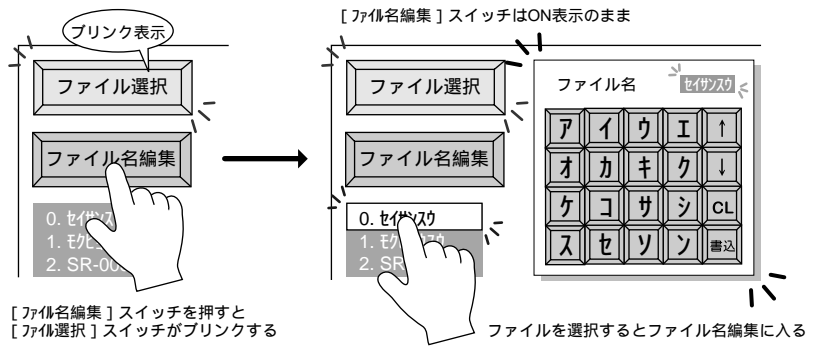 [ ﾌｧｲﾙ名編集 ] スイッチはON表示のまま
ブリンク表示
ファイル選択
ファイル名編集
0. ｾｲｻﾝｽ
1. ﾓｸﾋ
2. SR-00
[ ﾌｧｲﾙ名編集 ] スイッチを押すと
[ ﾌｧｲﾙ選択 ] スイッチがブリンクする
ファイル選択
ファイル名編集
0. ｾｲｻﾝｽｳ
1. ﾓｸ
2. SR
ファイル名 ｾｲｻﾝｽｳ
ア イ ウ エ ↑
オ カ キ ク ↓
ケ コ サ シ CL
ス セ ソ ン 書込
ファイルを選択するとファイル名編集に入る